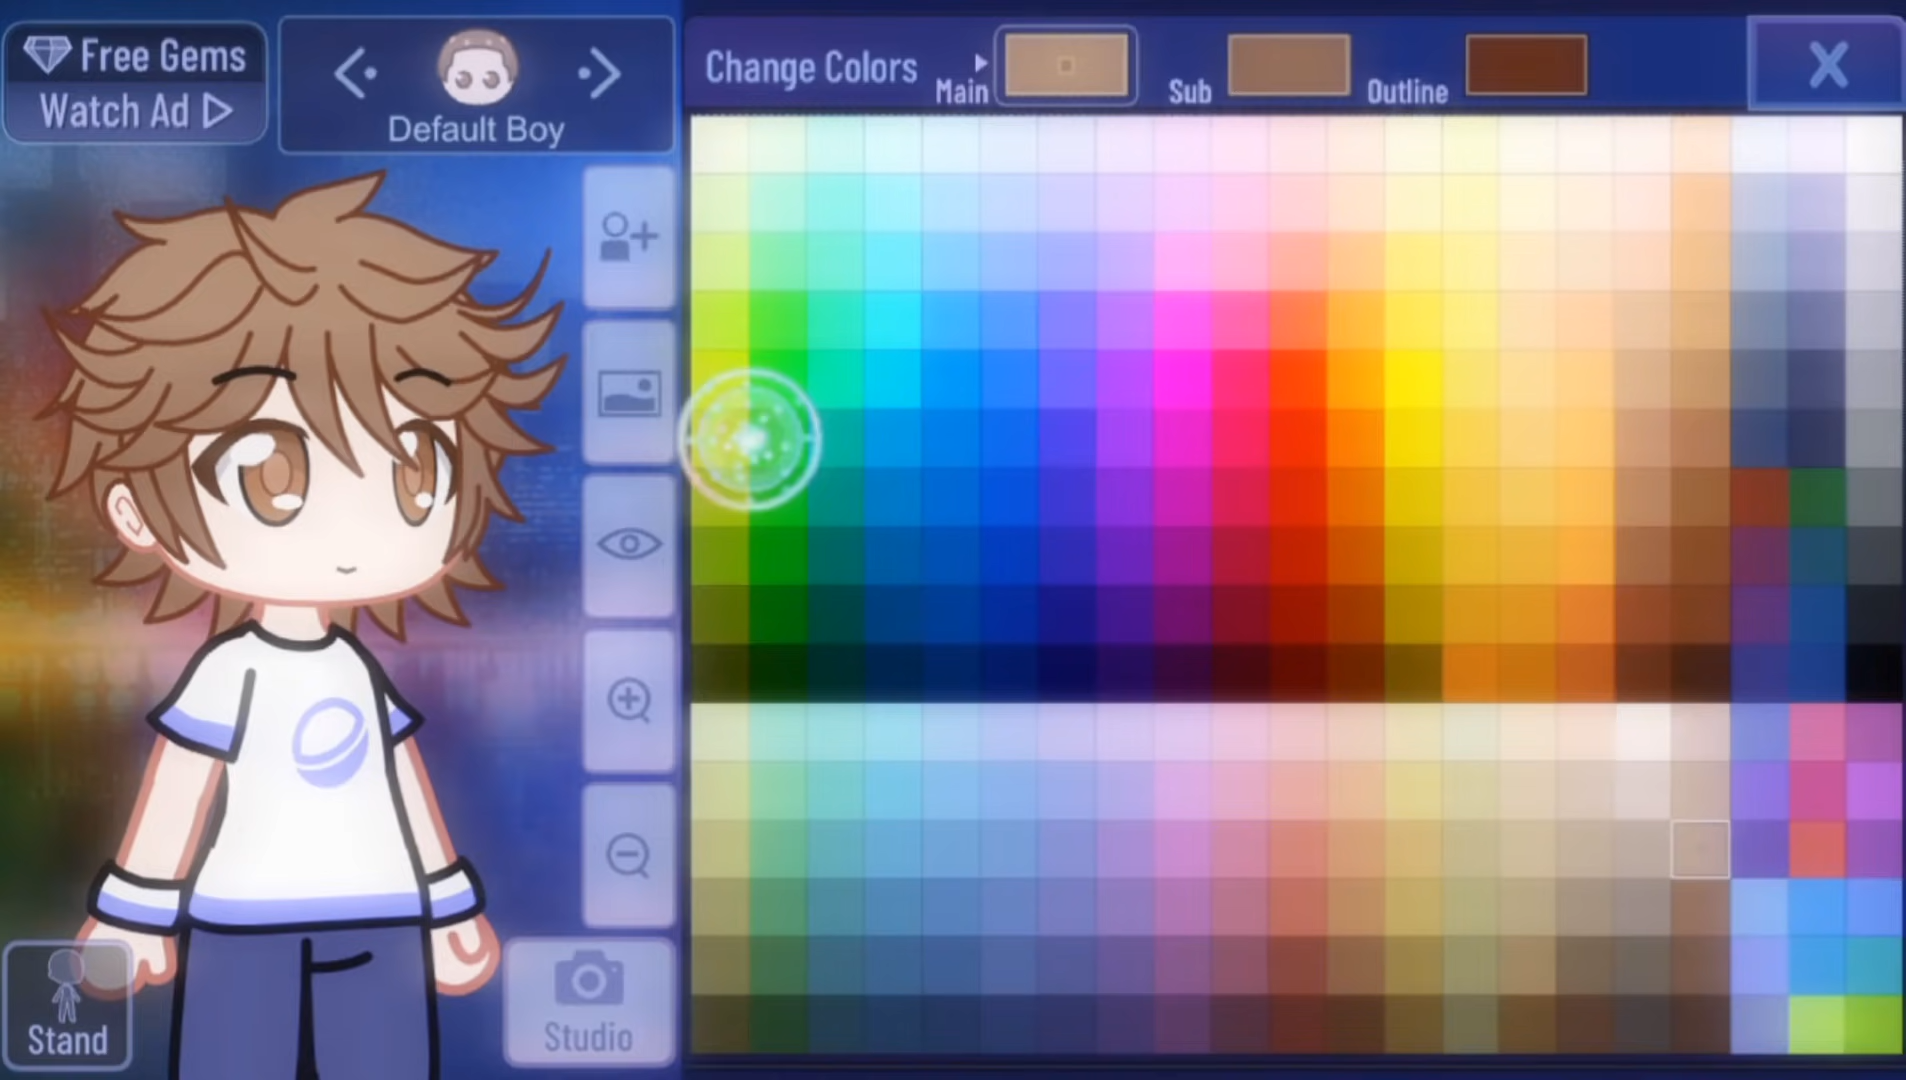 Free Gems
Watch Ad
Default Boy
Change Colors
Main
Sub
Outline
X
Stand
Studio